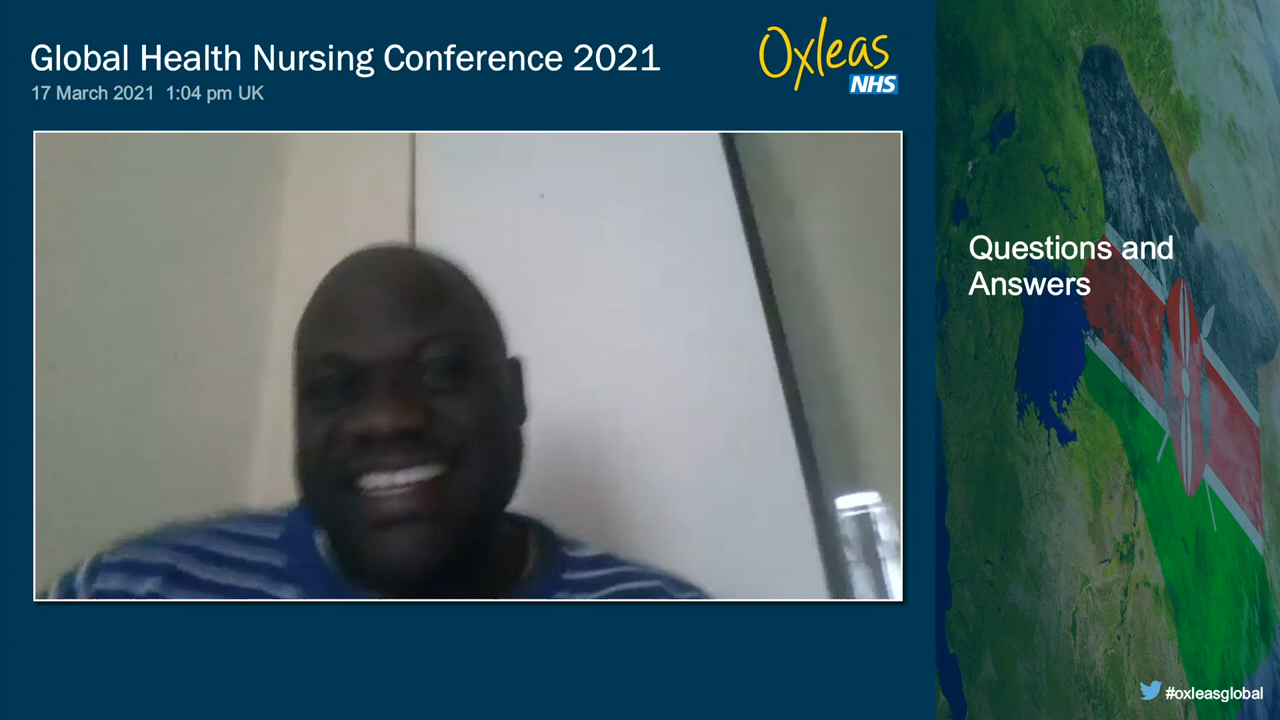 Global Health Nursing Conference 2021
17 March 2021 1:04 pm UK
Oxleas
NHS
Questions and
Answers
#oxleasglobal